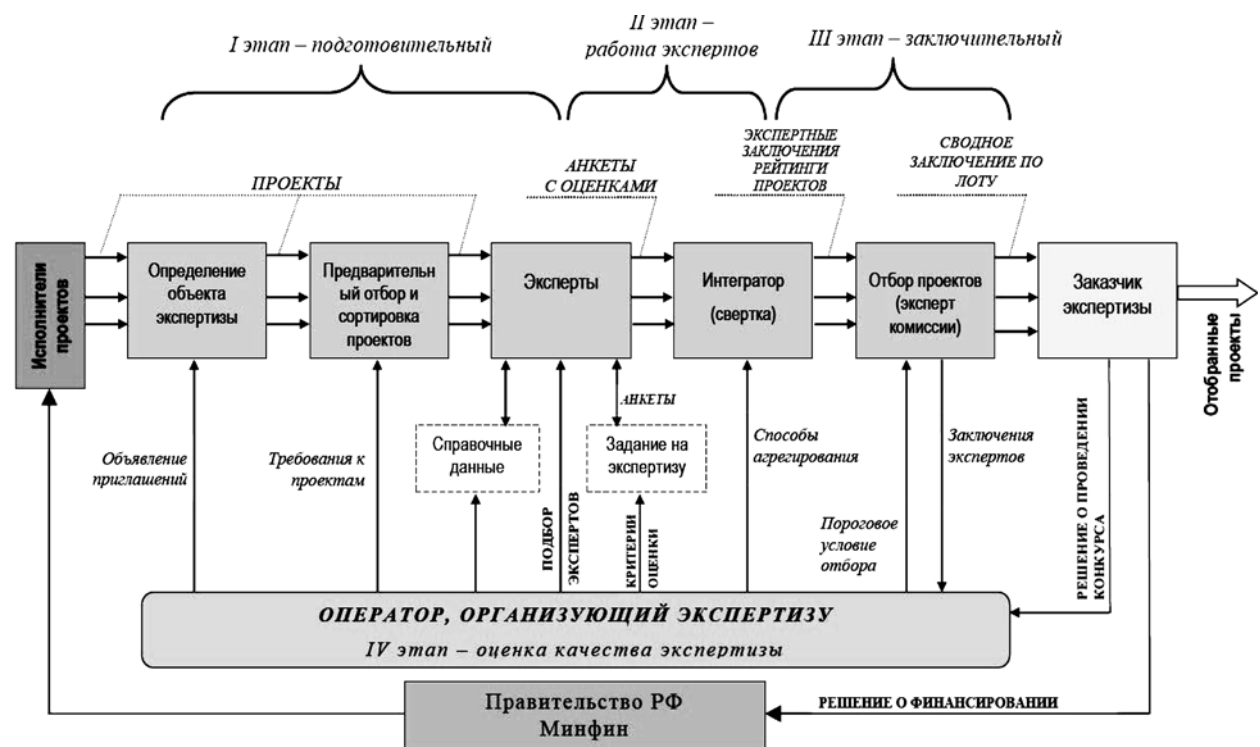 I этап – подготовительный
II этап –
работа экспертов
III этап – заключительный
ПРОЕКТЫ
АНКЕТЫ
С ОЦЕНКАМИ
ЭКСПЕРТНЫЕ
ЗАКЛЮЧЕНИЯ
РЕЙТИНГИ
ПРОЕКТОВ
СВОДНОЕ
ЗАКЛЮЧЕНИЕ ПО
ЛОТУ
Исполнители
проектов
Определение
объекта
экспертизы
Предварительн
ый отбор и
сортировка
проектов
Эксперты
Интегратор
(свертка)
Отбор проектов
(эксперт
комиссии)
Заказчик
экспертизы
Отобранные
проекты
Объявление
приглашений
Требования к
проектам
Справочные
данные
ПОДБОР
ЭКСПЕРТОВ
АНКЕТЫ
Задание на
экспертизу
КРИТЕРИИ
ОЦЕНКИ
Способы
агрегирования
Пороговое
условие
отбора
Заключения
экспертов
РЕШЕНИЕ О ПРОВЕДЕНИИ
КОНКУРСА
ОПЕРАТОР, ОРГАНИЗУЮЩИЙ ЭКСПЕРТИЗУ
IV этап – оценка качества экспертизы
Правительство РФ
Минфин
РЕШЕНИЕ О ФИНАНСИРОВАНИИ